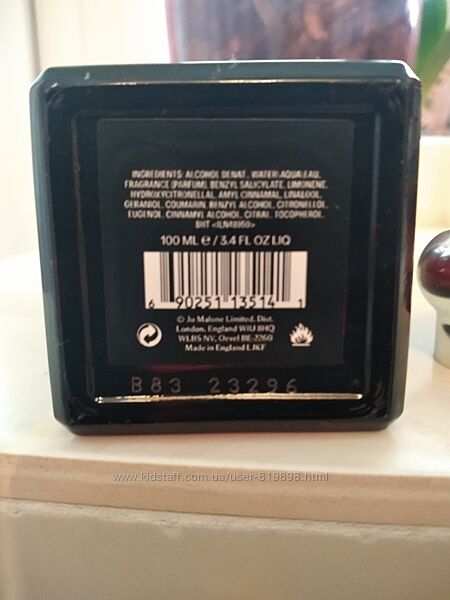 INGREDIENTS: ALCOHOL DENAT., WATER\AQUA\EAU,
FRAGRANCE (PARFUM), BENZYL SALICYLATE, LIMONENE,
HYDROXYCITRONELLAL, AMYL CINNAMAL, LINALOOL,
GERANIOL, COUMARIN, BENZYL ALCOHOL, CITRONELLOL,
EUGENOL, CINNAMYL ALCOHOL, CITRAL, TOCOPHEROL,
BHT <ILN48950>
100 ML e / 3.4 FL OZ LIQ
6 90251 13514 1
© Jo Malone Limited, Dist.
London, England W1U 8HQ
WLBS NV, Oevel BE-2260
Made in England LJKF
B83 23296
www.kidstaff.com.ua/user-819898.html